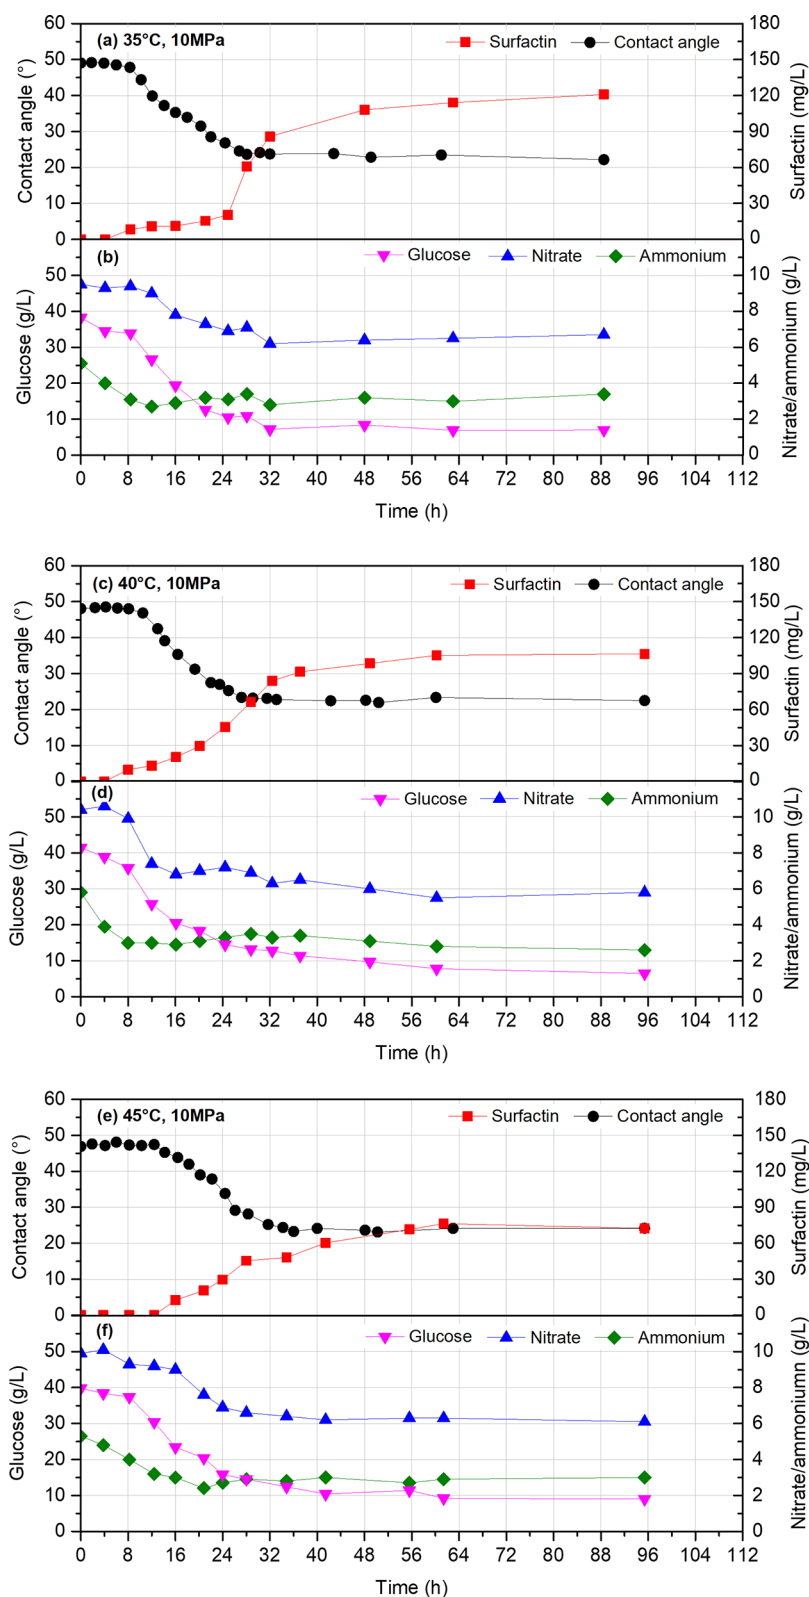 (a) 35°C, 10MPa
Surfactin
Contact angle
60
50
40
30
20
10
0
Contact angle (°)
180
150
120
90
60
30
0
Surfactin (mg/L)
(b)
Glucose
Nitrate
Ammonium
50
40
30
20
10
0
Glucose (g/L)
10
8
6
4
2
0
Nitrate/ammonium (g/L)
0 8 16 24 32 40 48 56 64 72 80 88 96 104 112
Time (h)
(c) 40°C, 10MPa
Surfactin
Contact angle
60
50
40
30
20
10
0
Contact angle (°)
180
150
120
90
60
30
0
Surfactin (mg/L)
(d)
Glucose
Nitrate
Ammonium
50
40
30
20
10
0
Glucose (g/L)
10
8
6
4
2
0
Nitrate/ammonium (g/L)
0 8 16 24 32 40 48 56 64 72 80 88 96 104 112
Time (h)
(e) 45°C, 10MPa
Surfactin
Contact angle
60
50
40
30
20
10
0
Contact angle (°)
180
150
120
90
60
30
0
Surfactin (mg/L)
(f)
Glucose
Nitrate
Ammonium
50
40
30
20
10
0
Glucose (g/L)
10
8
6
4
2
0
Nitrate/ammoniumn (g/L)
0 8 16 24 32 40 48 56 64 72 80 88 96 104 112
Time (h)